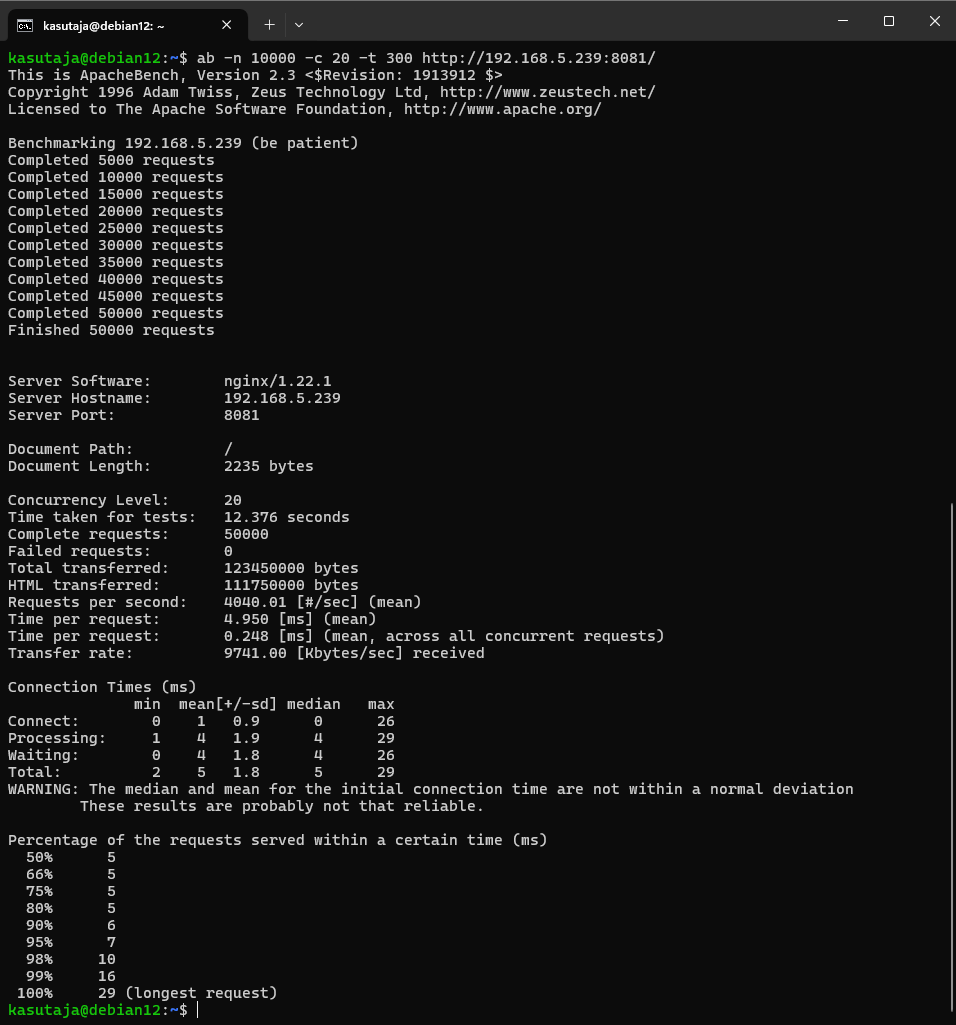 kasutaja@debian12: ~
kasutaja@debian12:~$ ab -n 10000 -c 20 -t 300 http://192.168.5.239:8081/
This is ApacheBench, Version 2.3 <$Revision: 1913912 $>
Copyright 1996 Adam Twiss, Zeus Technology Ltd, http://www.zeustech.net/
Licensed to The Apache Software Foundation, http://www.apache.org/

Benchmarking 192.168.5.239 (be patient)
Completed 5000 requests
Completed 10000 requests
Completed 15000 requests
Completed 20000 requests
Completed 25000 requests
Completed 30000 requests
Completed 35000 requests
Completed 40000 requests
Completed 45000 requests
Completed 50000 requests
Finished 50000 requests


Server Software:        nginx/1.22.1
Server Hostname:        192.168.5.239
Server Port:            8081

Document Path:          /
Document Length:        2235 bytes

Concurrency Level:      20
Time taken for tests:   12.376 seconds
Complete requests:      50000
Failed requests:        0
Total transferred:      123450000 bytes
HTML transferred:       111750000 bytes
Requests per second:    4040.01 [#/sec] (mean)
Time per request:       4.950 [ms] (mean)
Time per request:       0.248 [ms] (mean, across all concurrent requests)
Transfer rate:          9741.00 [Kbytes/sec] received

Connection Times (ms)
              min  mean[+/-sd] median   max
Connect:        0    1   0.9      0      26
Processing:     1    4   1.9      4      29
Waiting:        0    4   1.8      4      26
Total:          2    5   1.8      5      29
WARNING: The median and mean for the initial connection time are not within a normal deviation
        These results are probably not that reliable.

Percentage of the requests served within a certain time (ms)
  50%      5
  66%      5
  75%      5
  80%      5
  90%      6
  95%      7
  98%     10
  99%     16
 100%     29 (longest request)
kasutaja@debian12:~$